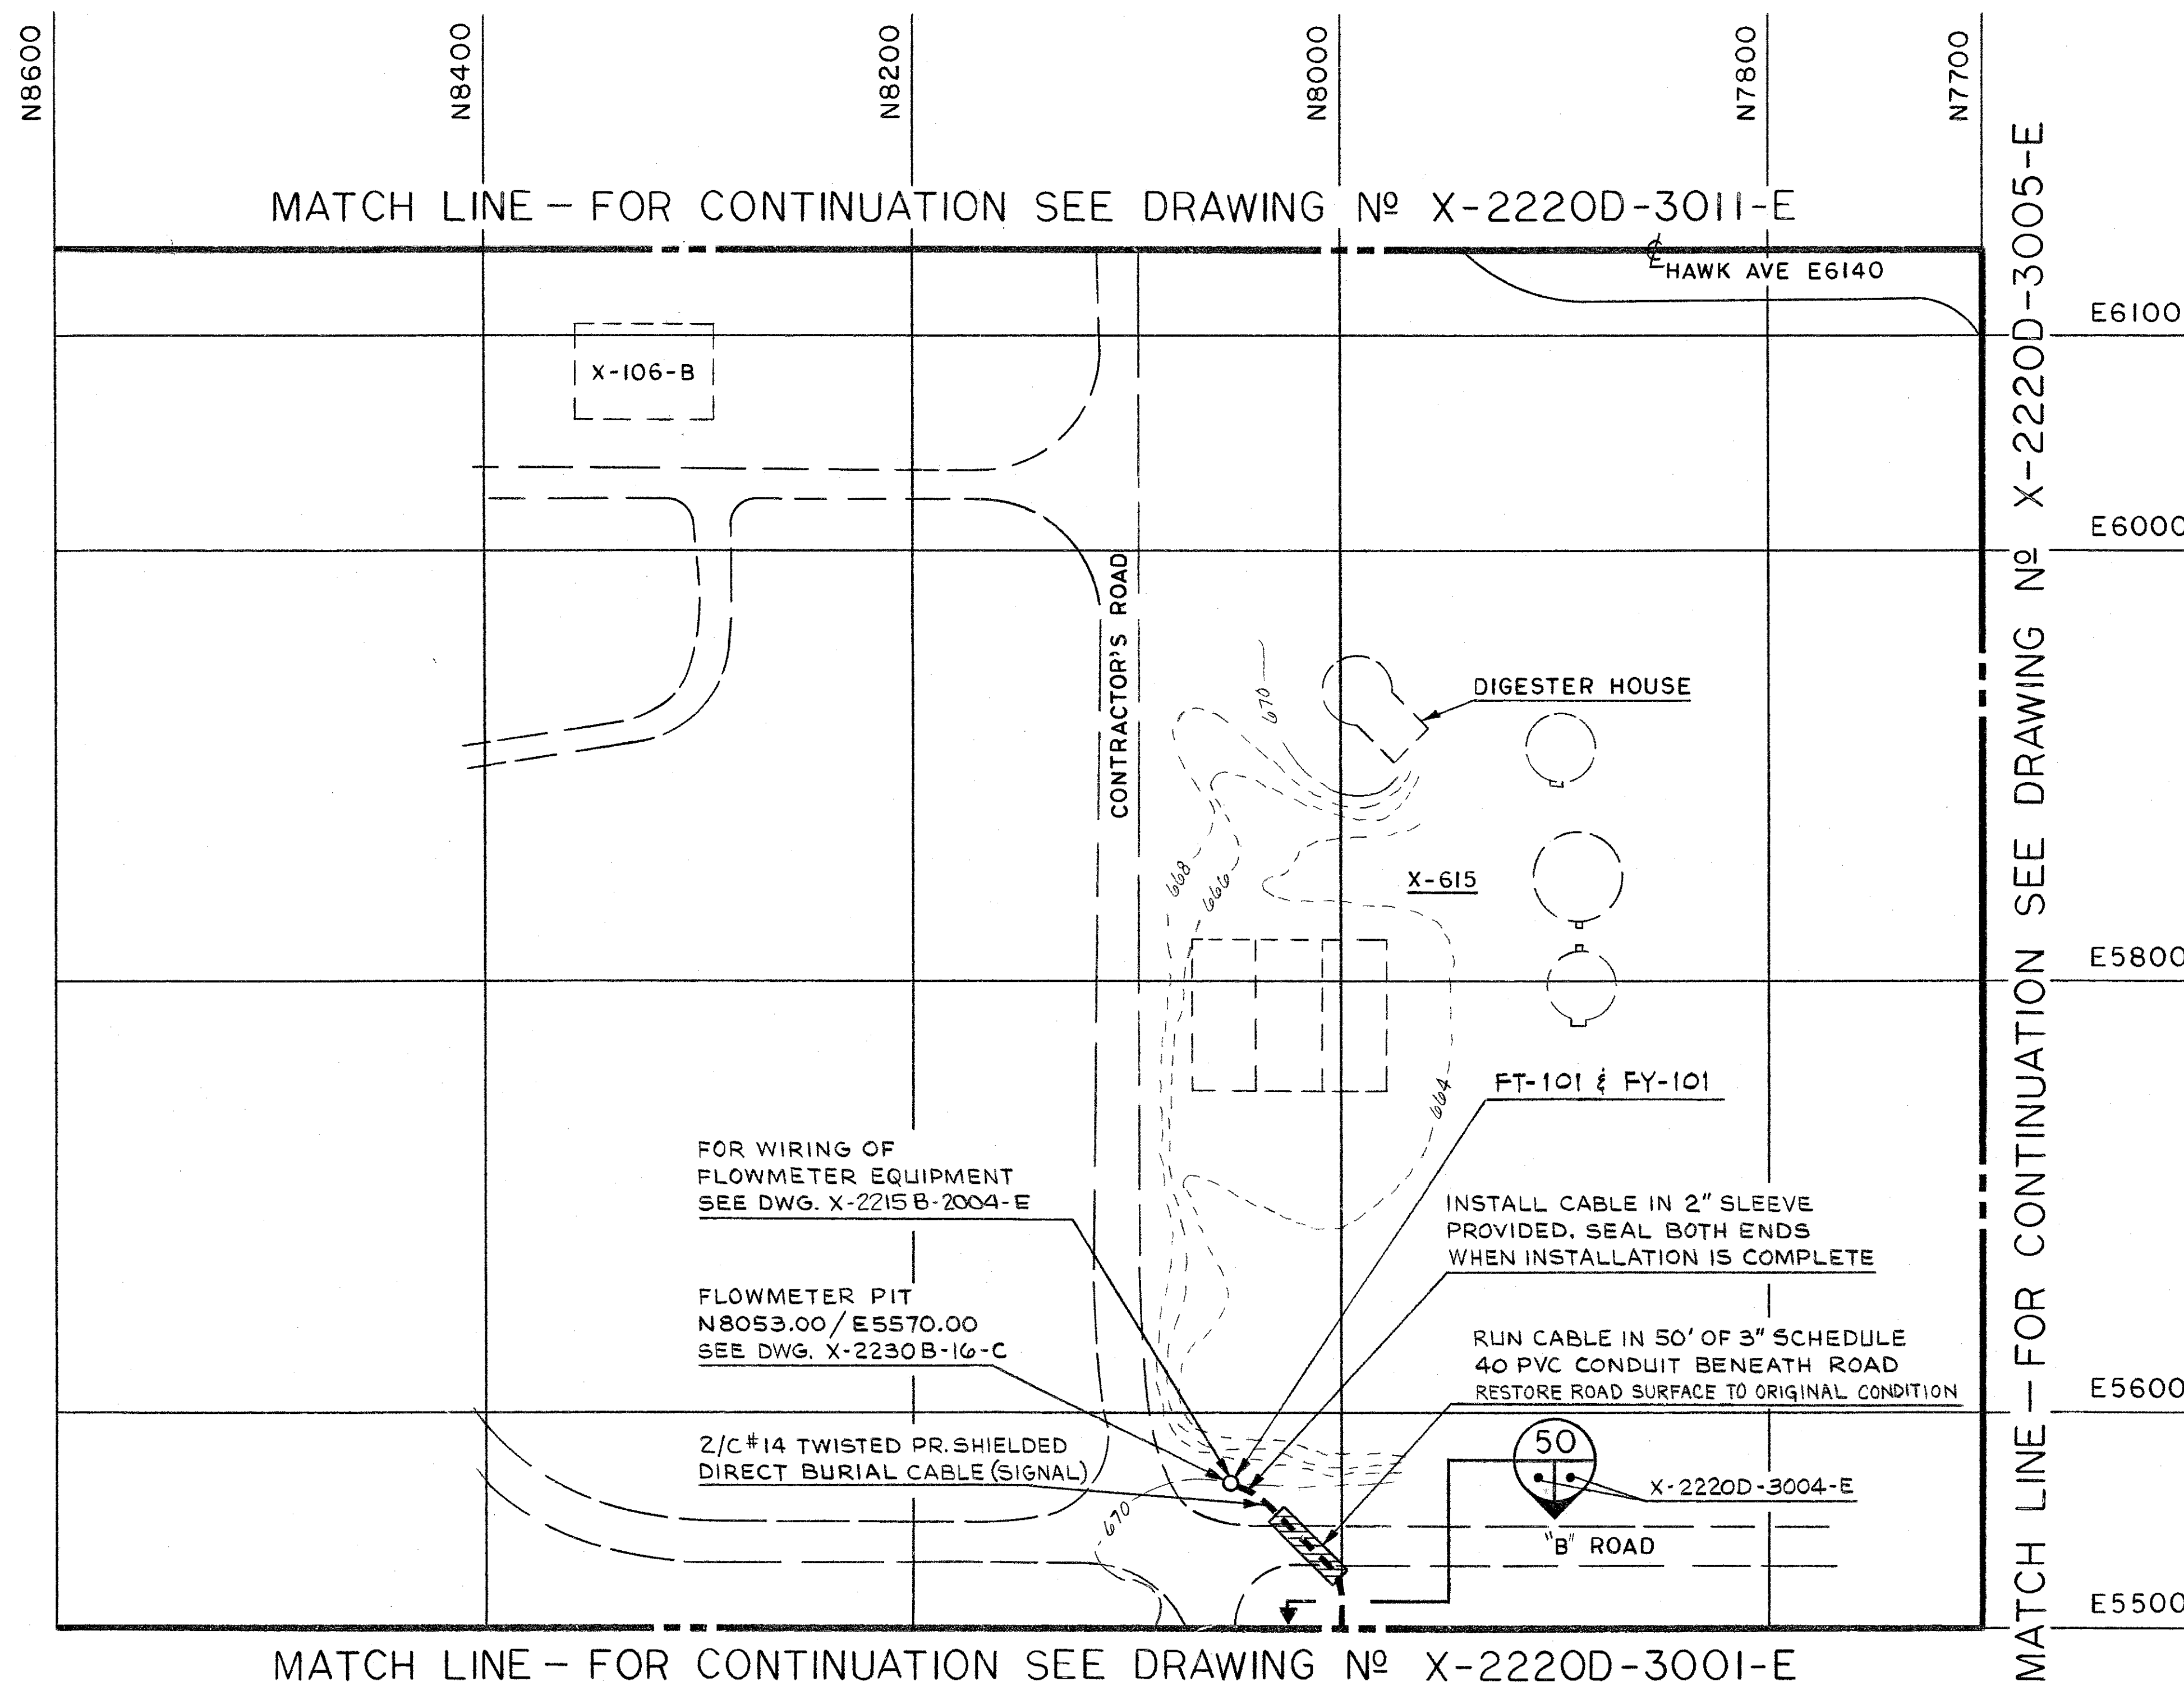 N8600
N8400
N8200
N8000
N7800
N7700
MATCH LINE – FOR CONTINUATION SEE DRAWING Nº X-2220D-3011-E
℄ HAWK AVE E6140
E6100
X-106-B
E6000
CONTRACTOR'S ROAD
670
DIGESTER HOUSE
668
666
X-615
E5800
664
FT-101 & FY-101
FOR WIRING OF
FLOWMETER EQUIPMENT
SEE DWG. X-2215B-2004-E
INSTALL CABLE IN 2" SLEEVE
PROVIDED. SEAL BOTH ENDS
WHEN INSTALLATION IS COMPLETE
FLOWMETER PIT
N8053.00/E5570.00
SEE DWG. X-2230B-16-C
RUN CABLE IN 50' OF 3" SCHEDULE
40 PVC CONDUIT BENEATH ROAD
RESTORE ROAD SURFACE TO ORIGINAL CONDITION
E5600
2/C #14 TWISTED PR. SHIELDED
DIRECT BURIAL CABLE (SIGNAL)
50
X-2220D-3004-E
670
"B" ROAD
E5500
MATCH LINE – FOR CONTINUATION SEE DRAWING Nº X-2220D-3001-E
MATCH LINE – FOR CONTINUATION SEE DRAWING Nº X-2220D-3005-E